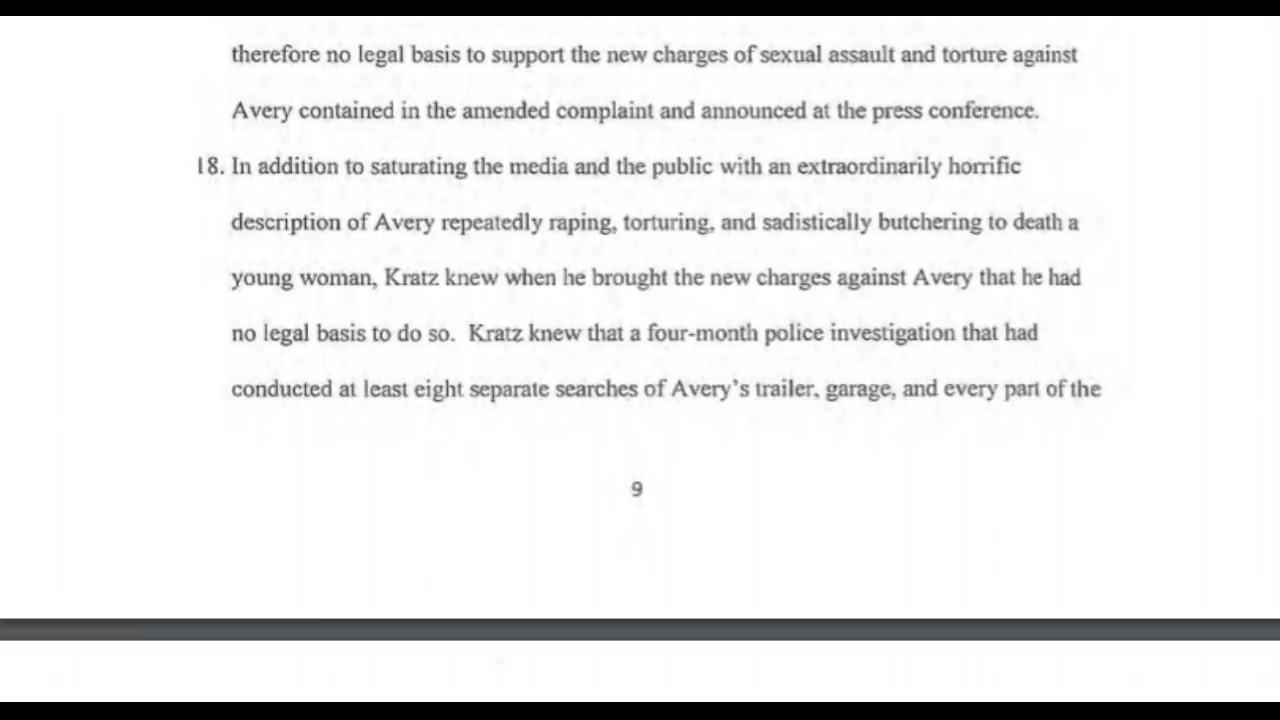 therefore no legal basis to support the new charges of sexual assault and torture against
Avery contained in the amended complaint and announced at the press conference.
18. In addition to saturating the media and the public with an extraordinarily horrific
description of Avery repeatedly raping, torturing, and sadistically butchering to death a
young woman, Kratz knew when he brought the new charges against Avery that he had
no legal basis to do so.  Kratz knew that a four-month police investigation that had
conducted at least eight separate searches of Avery’s trailer, garage, and every part of the
9